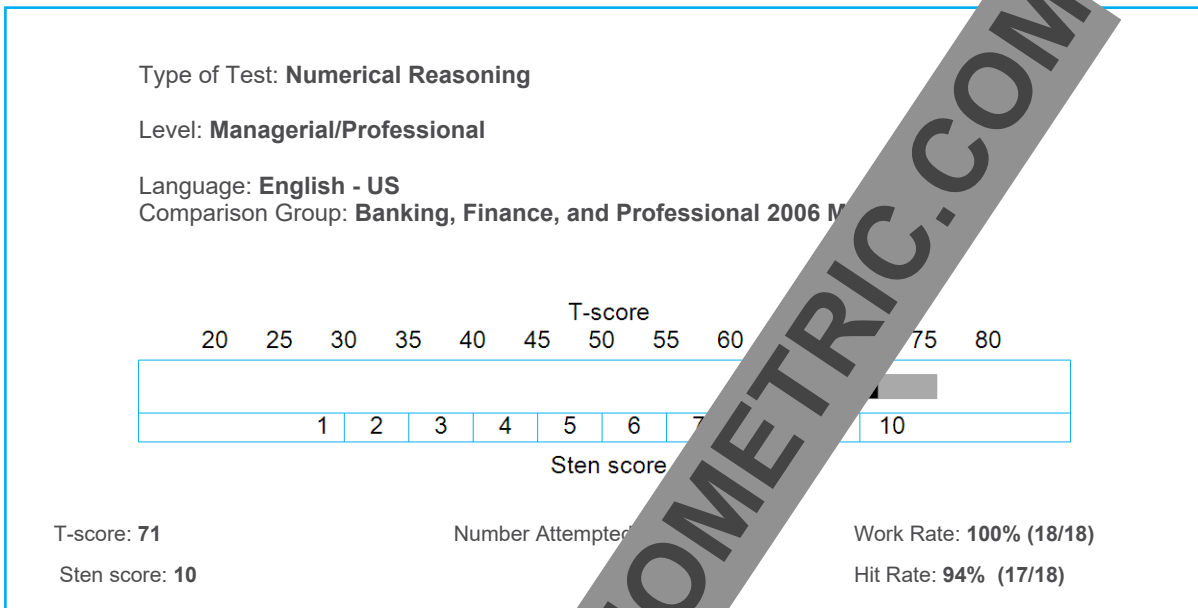 Type of Test: Numerical Reasoning
Level: Managerial/Professional
Language: English - US
Comparison Group: Banking, Finance, and Professional 2006
T-score
20 25 30 35 40 45 50 55 60 75 80
1 2 3 4 5 6 7 10
Sten score
T-score: 71 Number Attempted Work Rate: 100% (18/18)
Sten score: 10 Hit Rate: 94% (17/18)
OMETRIC.COM